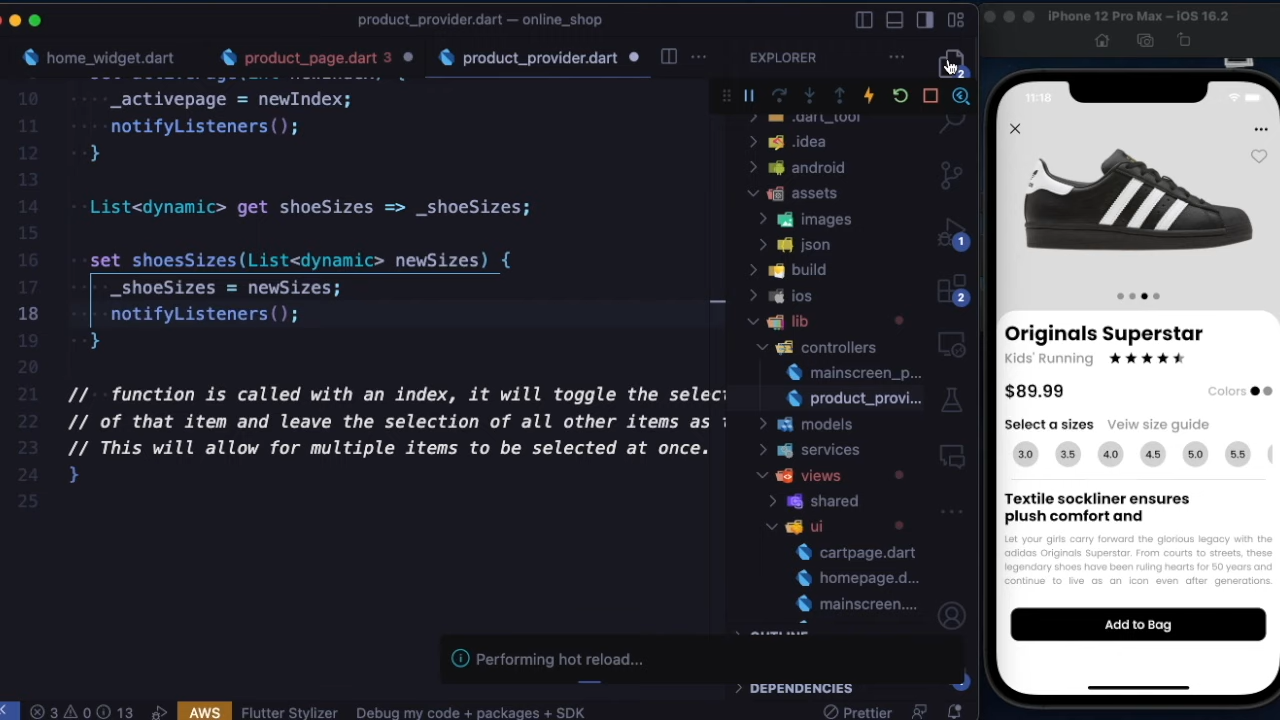 product_provider.dart — online_shop
iPhone 12 Pro Max – iOS 16.2
home_widget.dart
product_page.dart 3
product_provider.dart
EXPLORER
2
10 _activepage = newIndex;
11 notifyListeners();
12 }
13
14 List<dynamic> get shoeSizes => _shoeSizes;
15
16 set shoesSizes(List<dynamic> newSizes) {
17 _shoeSizes = newSizes;
18 notifyListeners();
19 }
20
21 // function is called with an index, it will toggle the select
22 // of that item and leave the selection of all other items as
23 // This will allow for multiple items to be selected at once.
24 }
25
.dart_tool
.idea
android
assets
images
json
build
ios
lib
controllers
mainscreen_p...
product_provi...
models
services
views
shared
ui
cartpage.dart
homepage.d...
mainscreen....
OUTLINE
DEPENDENCIES
1
2
Performing hot reload...
3 0 13
AWS
Flutter Stylizer
Debug my code + packages + SDK
Prettier
11:18
Originals Superstar
Kids' Running
$89.99
Colors
Select a sizes Veiw size guide
3.0 3.5 4.0 4.5 5.0 5.5
Textile sockliner ensures
plush comfort and
Let your girls carry forward the glorious legacy with the
adidas Originals Superstar. From courts to streets, these
legendary shoes have been ruling hearts for 50 years and
continue to live as an icon even after generations.
Add to Bag